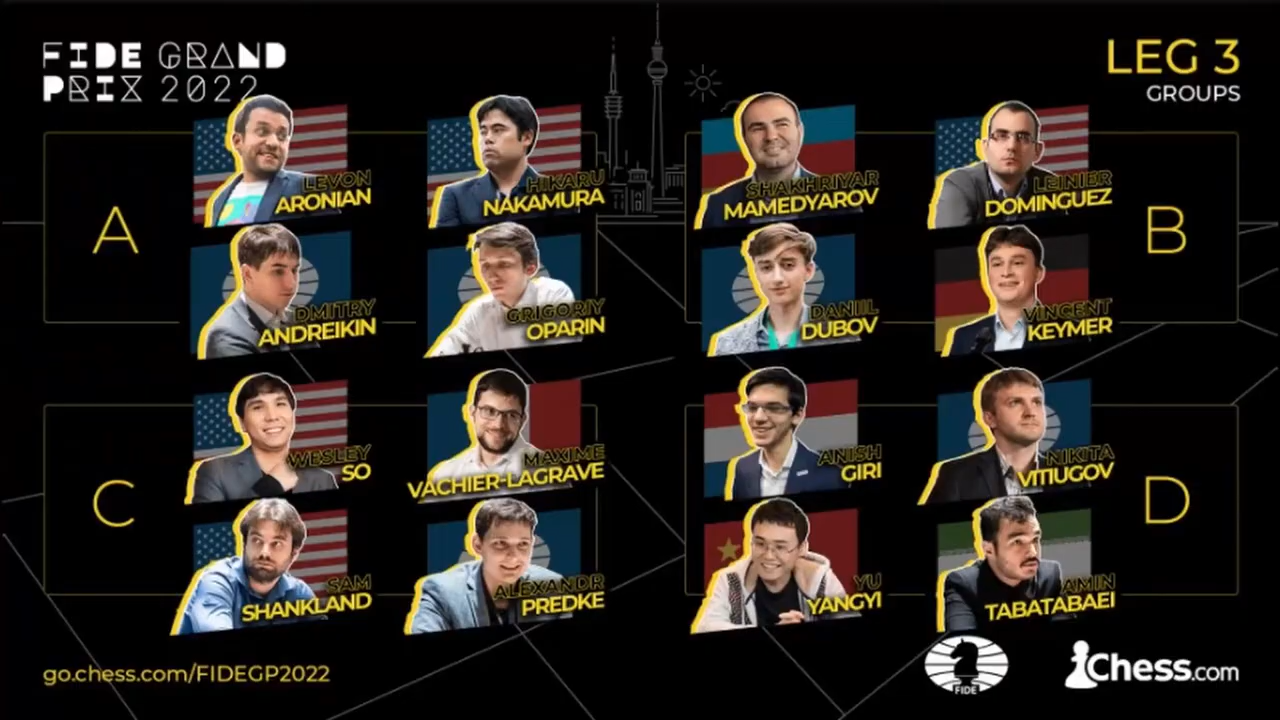 FIDE GRAND
PRIX 2022
LEG 3
GROUPS
A
LEVON
ARONIAN
HIKARU
NAKAMURA
DMITRY
ANDREIKIN
GRIGORIY
OPARIN
SHAKHRIYAR
MAMEDYAROV
LEINIER
DOMINGUEZ
B
DANIIL
DUBOV
VINCENT
KEYMER
C
WESLEY
SO
MAXIME
VACHIER-LAGRAVE
SAM
SHANKLAND
ALEXANDR
PREDKE
ANISH
GIRI
NIKITA
VITIUGOV
D
YU
YANGYI
AMIN
TABATABAEI
go.chess.com/FIDEGP2022
FIDE
Chess.com